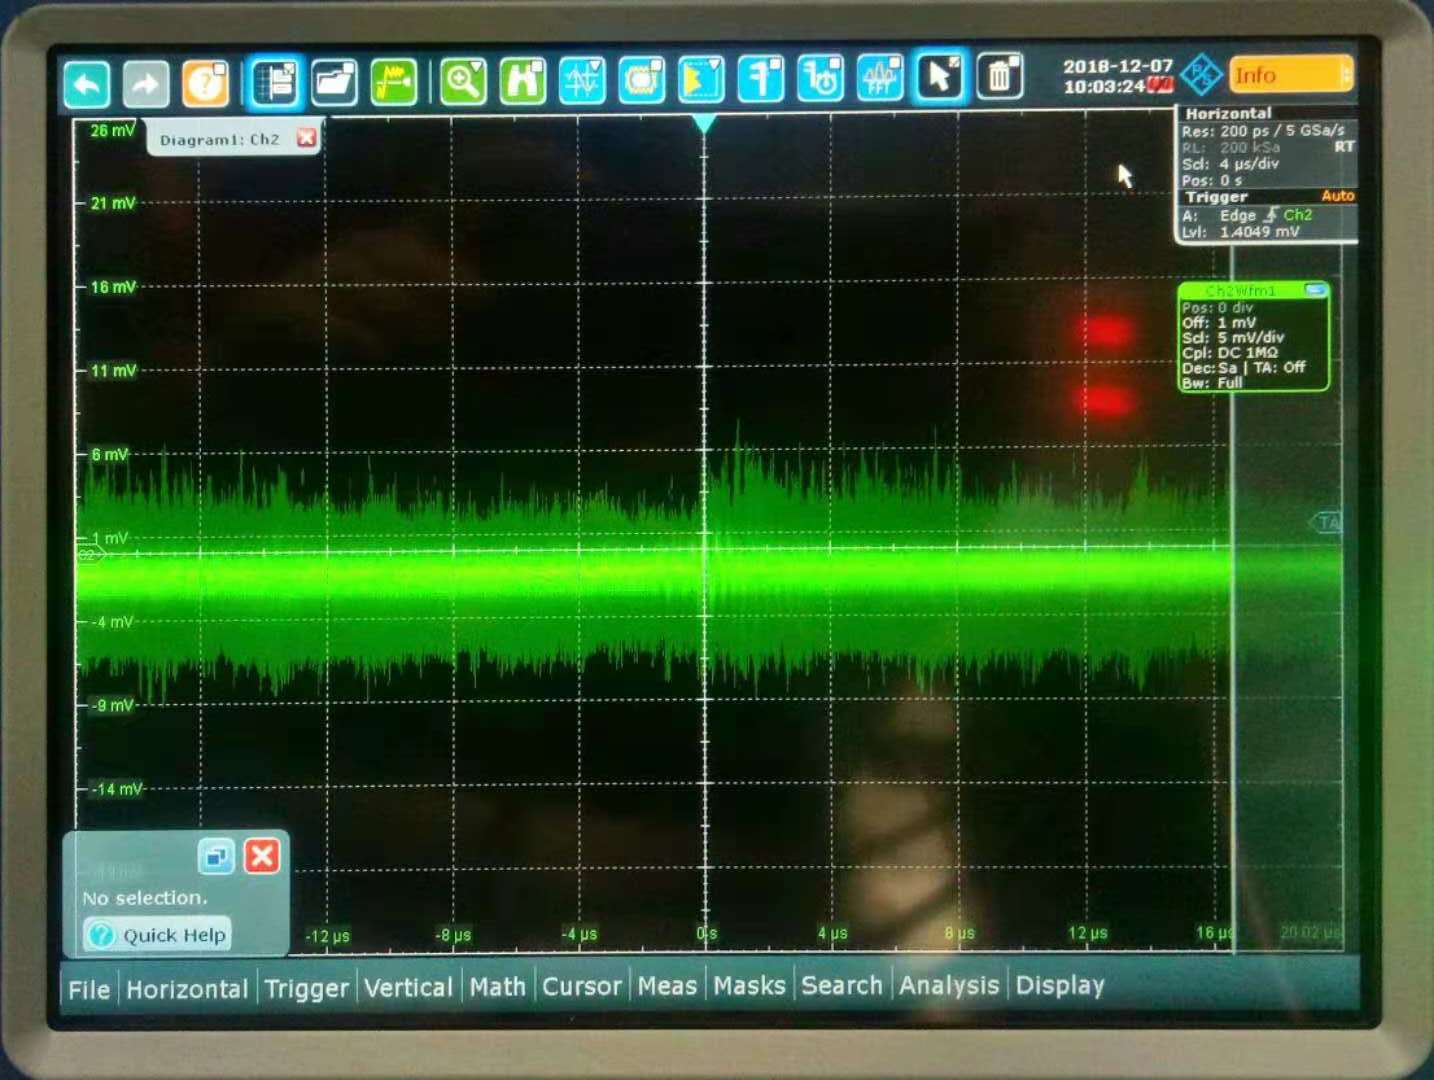 2018-12-07
10:03:24
Info
Diagram1: Ch2
FFT
Horizontal
Res: 200 ps / 5 GSa/s
RL: 200 kSa RT
Scl: 4 µs/div
Pos: 0 s
Trigger Auto
A: Edge Ch2
Lvl: 1.4049 mV
Ch2Wfm1
Pos: 0 div
Off: 1 mV
Scl: 5 mV/div
Cpl: DC 1MΩ
Dec: Sa | TA: Off
Bw: Full
26 mV
21 mV
16 mV
11 mV
6 mV
1 mV
C2
TA
-4 mV
-9 mV
-14 mV
No selection.
Quick Help
-12 µs -8 µs -4 µs 0 s 4 µs 8 µs 12 µs 16 µs 20.02 µs
File Horizontal Trigger Vertical Math Cursor Meas Masks Search Analysis Display